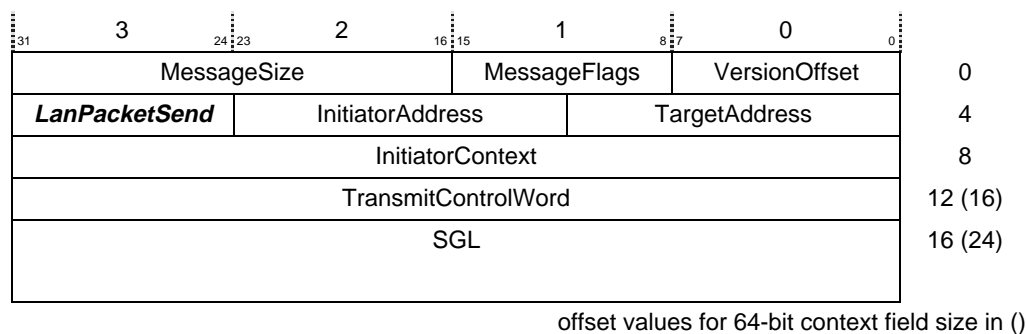 3 2 1 0
31 24 23 16 15 8 7 0
MessageSize MessageFlags VersionOffset 0
LanPacketSend InitiatorAddress TargetAddress 4
InitiatorContext 8
TransmitControlWord 12 (16)
SGL 16 (24)
offset values for 64-bit context field size in ()